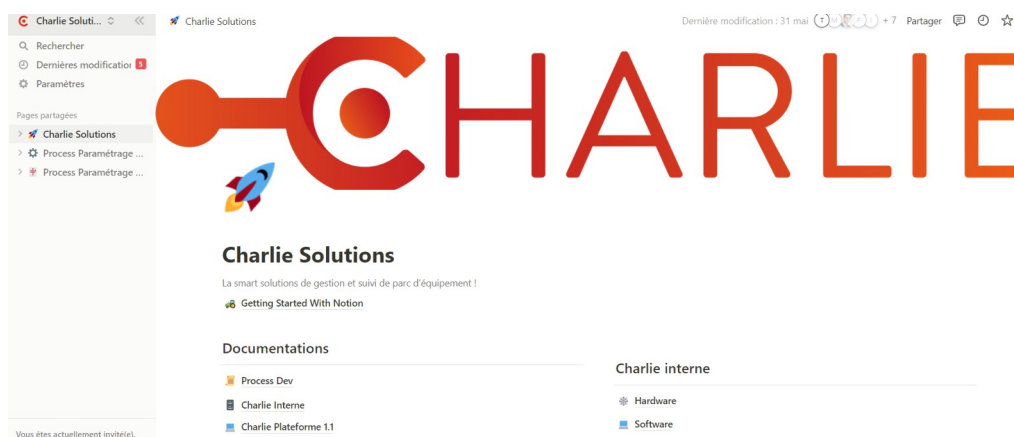 Charlie Soluti...
Charlie Solutions
Dernière modification : 31 mai
+ 7
Partager
Rechercher
Dernières modification
5
Paramètres
Pages partagées
Charlie Solutions
Process Paramétrage ...
Process Paramétrage ...
Vous êtes actuellement invité(e).
CHARLIE
Charlie Solutions
La smart solutions de gestion et suivi de parc d'équipement !
Getting Started With Notion
Documentations
Process Dev
Charlie Interne
Charlie Plateforme 1.1
Charlie interne
Hardware
Software